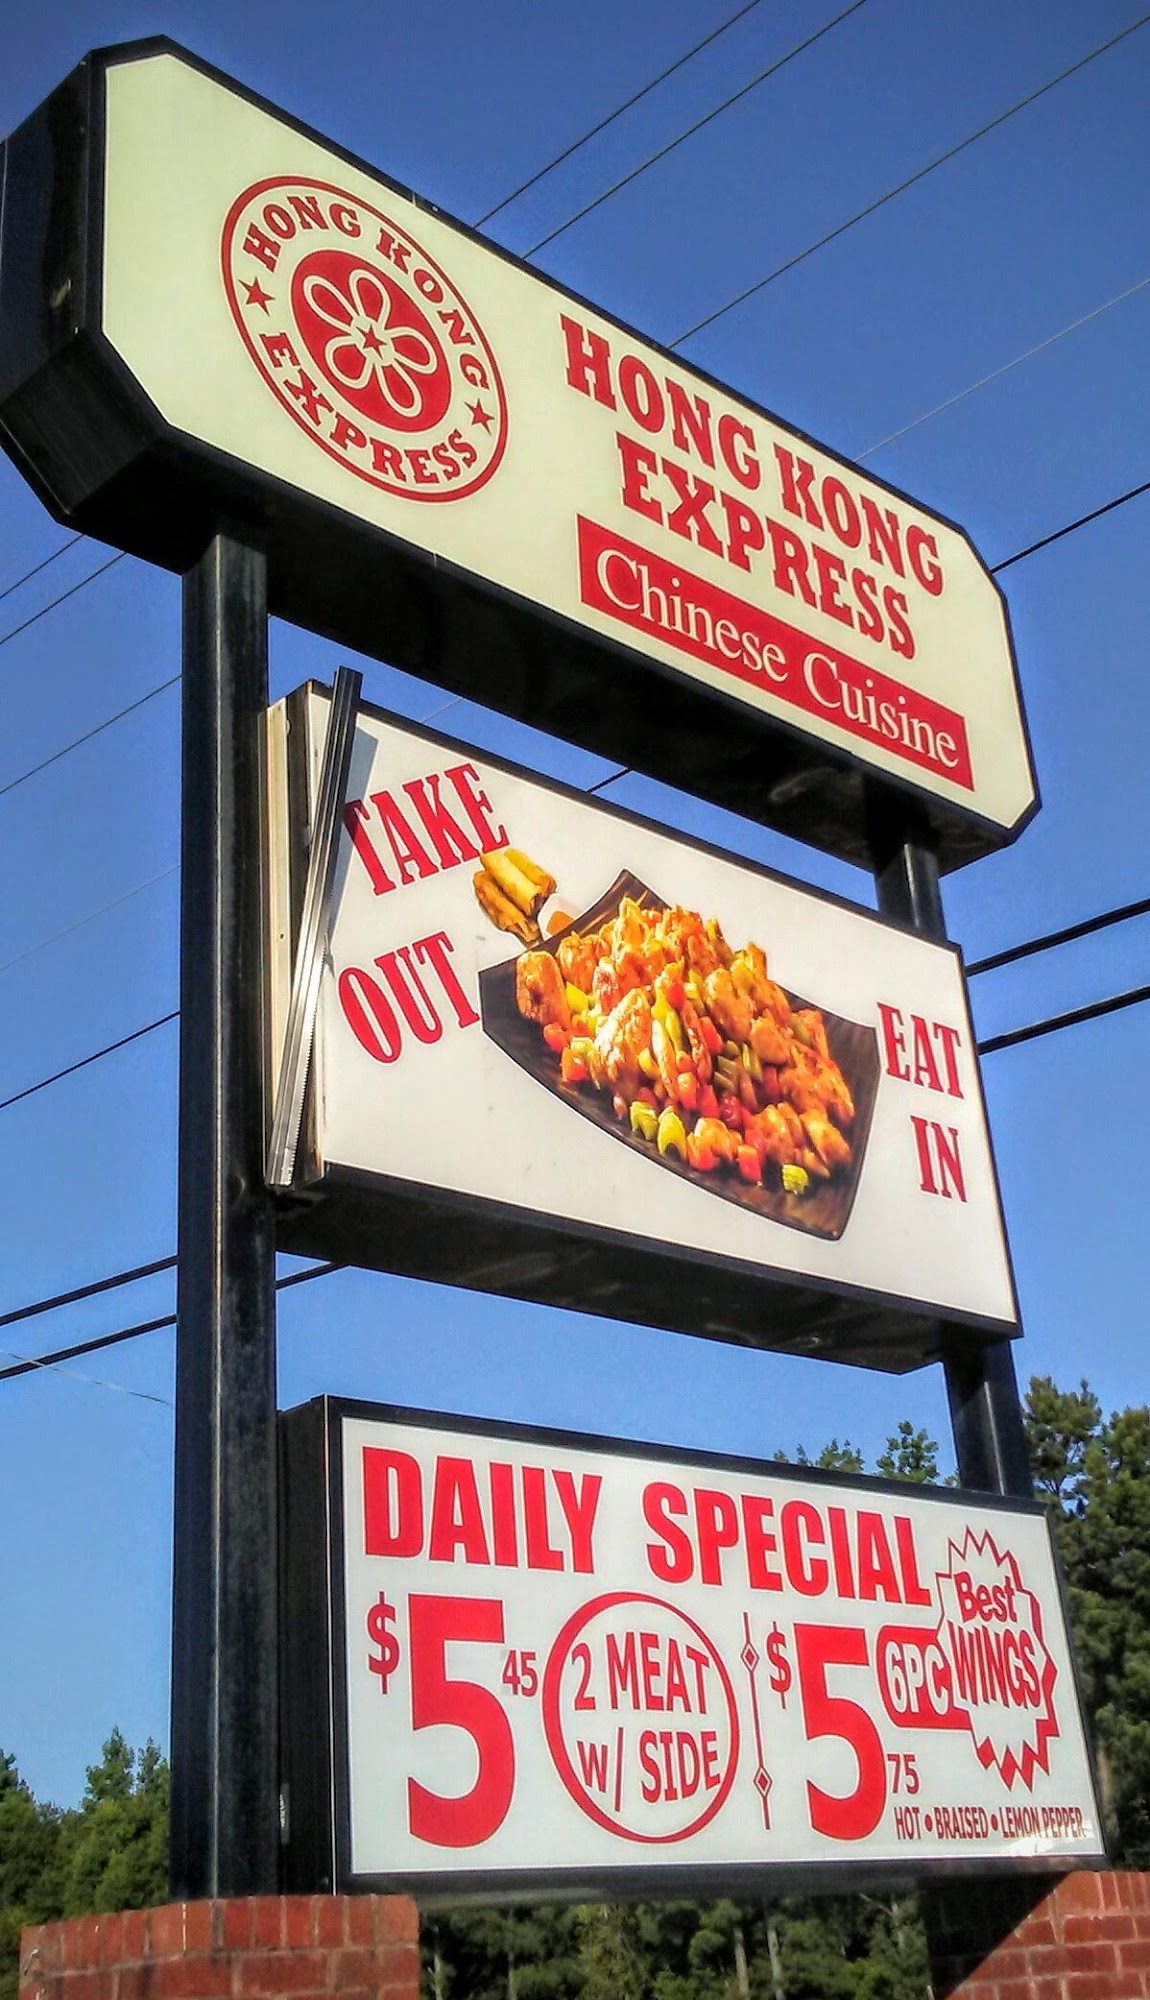 HONG KONG
EXPRESS
HONG KONG
EXPRESS
Chinese Cuisine
TAKE
OUT
EAT
IN
DAILY SPECIAL
$5 45
2 MEAT
w/ SIDE
$5 75
6PC
Best
WINGS
HOT • BRAISED • LEMON PEPPER